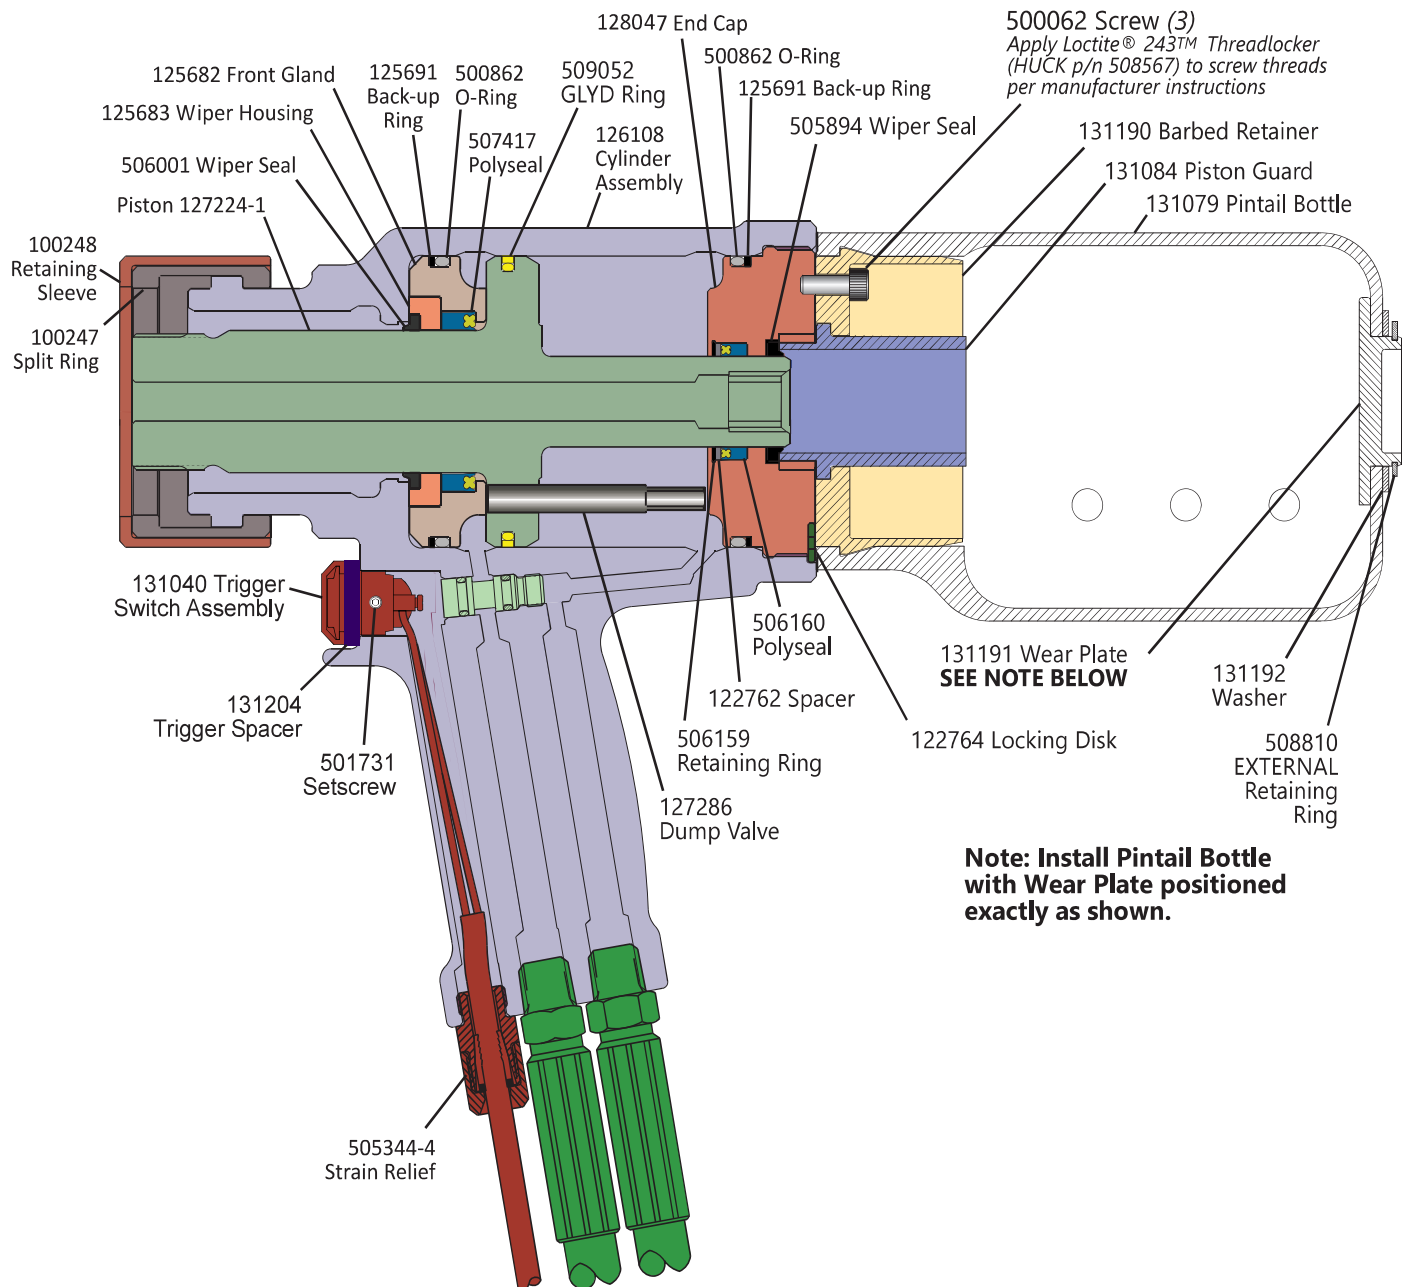 128047 End Cap
500062 Screw (3)
Apply Loctite® 243™ Threadlocker
(HUCK p/n 508567) to screw threads
per manufacturer instructions
125682 Front Gland
125691
Back-up
Ring
500862
O-Ring
509052
GLYD Ring
500862 O-Ring
125691 Back-up Ring
125683 Wiper Housing
507417
Polyseal
126108
Cylinder
Assembly
505894 Wiper Seal
131190 Barbed Retainer
506001 Wiper Seal
131084 Piston Guard
Piston 127224-1
131079 Pintail Bottle
100248
Retaining
Sleeve
100247
Split Ring
131040 Trigger
Switch Assembly
506160
Polyseal
131191 Wear Plate
SEE NOTE BELOW
131192
Washer
131204
Trigger Spacer
122762 Spacer
506159
Retaining Ring
122764 Locking Disk
508810
EXTERNAL
Retaining
Ring
501731
Setscrew
127286
Dump Valve
Note: Install Pintail Bottle
with Wear Plate positioned
exactly as shown.
505344-4
Strain Relief